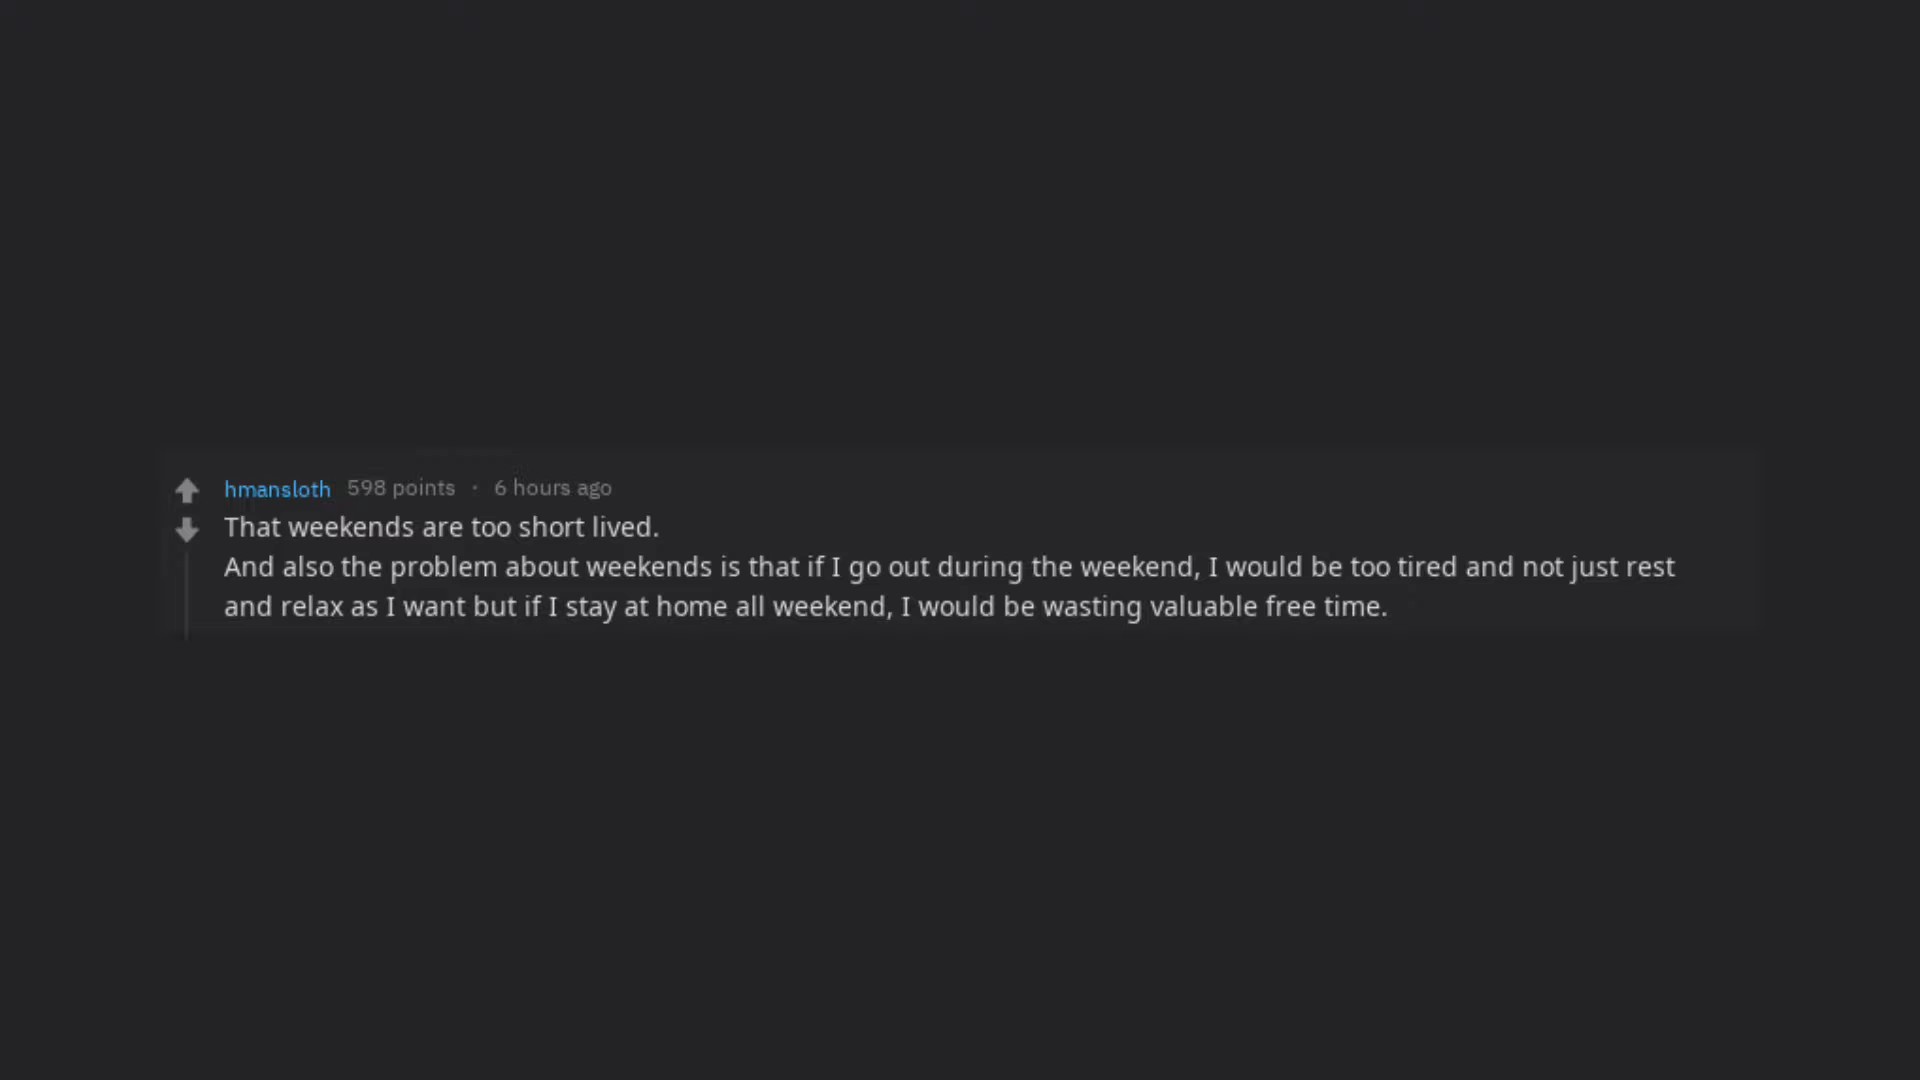 hmansloth 598 points · 6 hours ago
That weekends are too short lived.
And also the problem about weekends is that if I go out during the weekend, I would be too tired and not just rest
and relax as I want but if I stay at home all weekend, I would be wasting valuable free time.